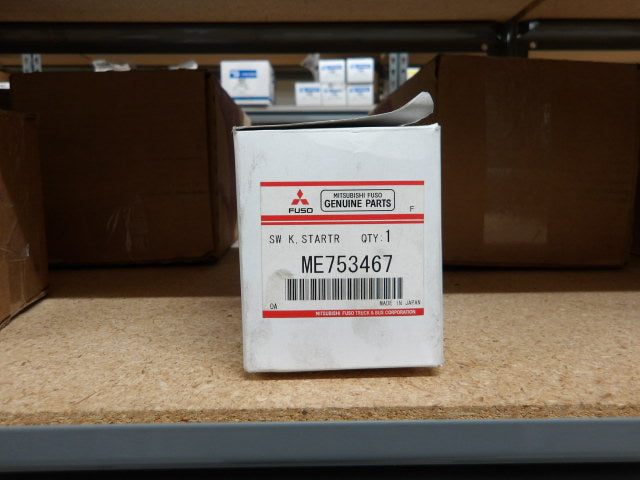 FUSO
MITSUBISHI FUSO
GENUINE PARTS
F
SW K, STARTR QTY:1
ME753467
0A
MADE IN JAPAN
MITSUBISHI FUSO TRUCK & BUS CORPORATION